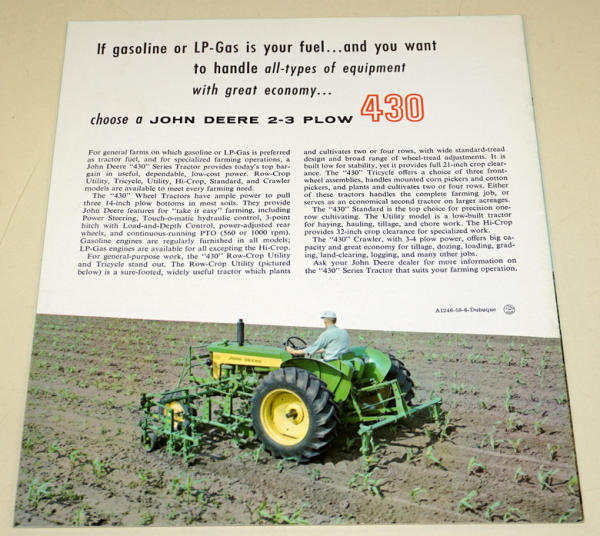 If gasoline or LP-Gas is your fuel...and you want
to handle all-types of equipment
with great economy...
choose a JOHN DEERE 2-3 PLOW 430
For general farms on which gasoline or LP-Gas is preferred
as tractor fuel, and for specialized farming operations, a
John Deere "430" Series Tractor provides today's top bar-
gain in useful, dependable, low-cost power. Row-Crop
Utility, Tricycle, Utility, Hi-Crop, Standard, and Crawler
models are available to meet every farming need.
The "430" Wheel Tractors have ample power to pull
three 14-inch plow bottoms in most soils. They provide
John Deere features for "take it easy" farming, including
Power Steering, Touch-o-matic hydraulic control, 3-point
hitch with Load-and-Depth Control, power-adjusted rear
wheels, and continuous-running PTO (560 or 1000 rpm).
Gasoline engines are regularly furnished in all models;
LP-Gas engines are available for all excepting the Hi-Crop.
For general-purpose work, the "430" Row-Crop Utility
and Tricycle stand out. The Row-Crop Utility (pictured
below) is a sure-footed, widely useful tractor which plants
and cultivates two or four rows, with wide standard-tread
design and broad range of wheel-tread adjustments. It is
built low for stability, yet it provides full 21-inch crop clear-
ance. The "430" Tricycle offers a choice of three front-
wheel assemblies, handles mounted corn pickers and cotton
pickers, and plants and cultivates two or four rows. Either
of these tractors handles the complete farming job, or
serves as an economical second tractor on larger acreages.
The "430" Standard is the top choice for precision one-
row cultivating. The Utility model is a low-built tractor
for haying, hauling, tillage, and chore work. The Hi-Crop
provides 32-inch crop clearance for specialized work.
The "430" Crawler, with 3-4 plow power, offers big ca-
pacity and great economy for tillage, dozing, loading, grad-
ing, land-clearing, logging, and many other jobs.
Ask your John Deere dealer for more information on
the "430" Series Tractor that suits your farming operation.
A1246-59-6-Dubuque
JOHN DEERE